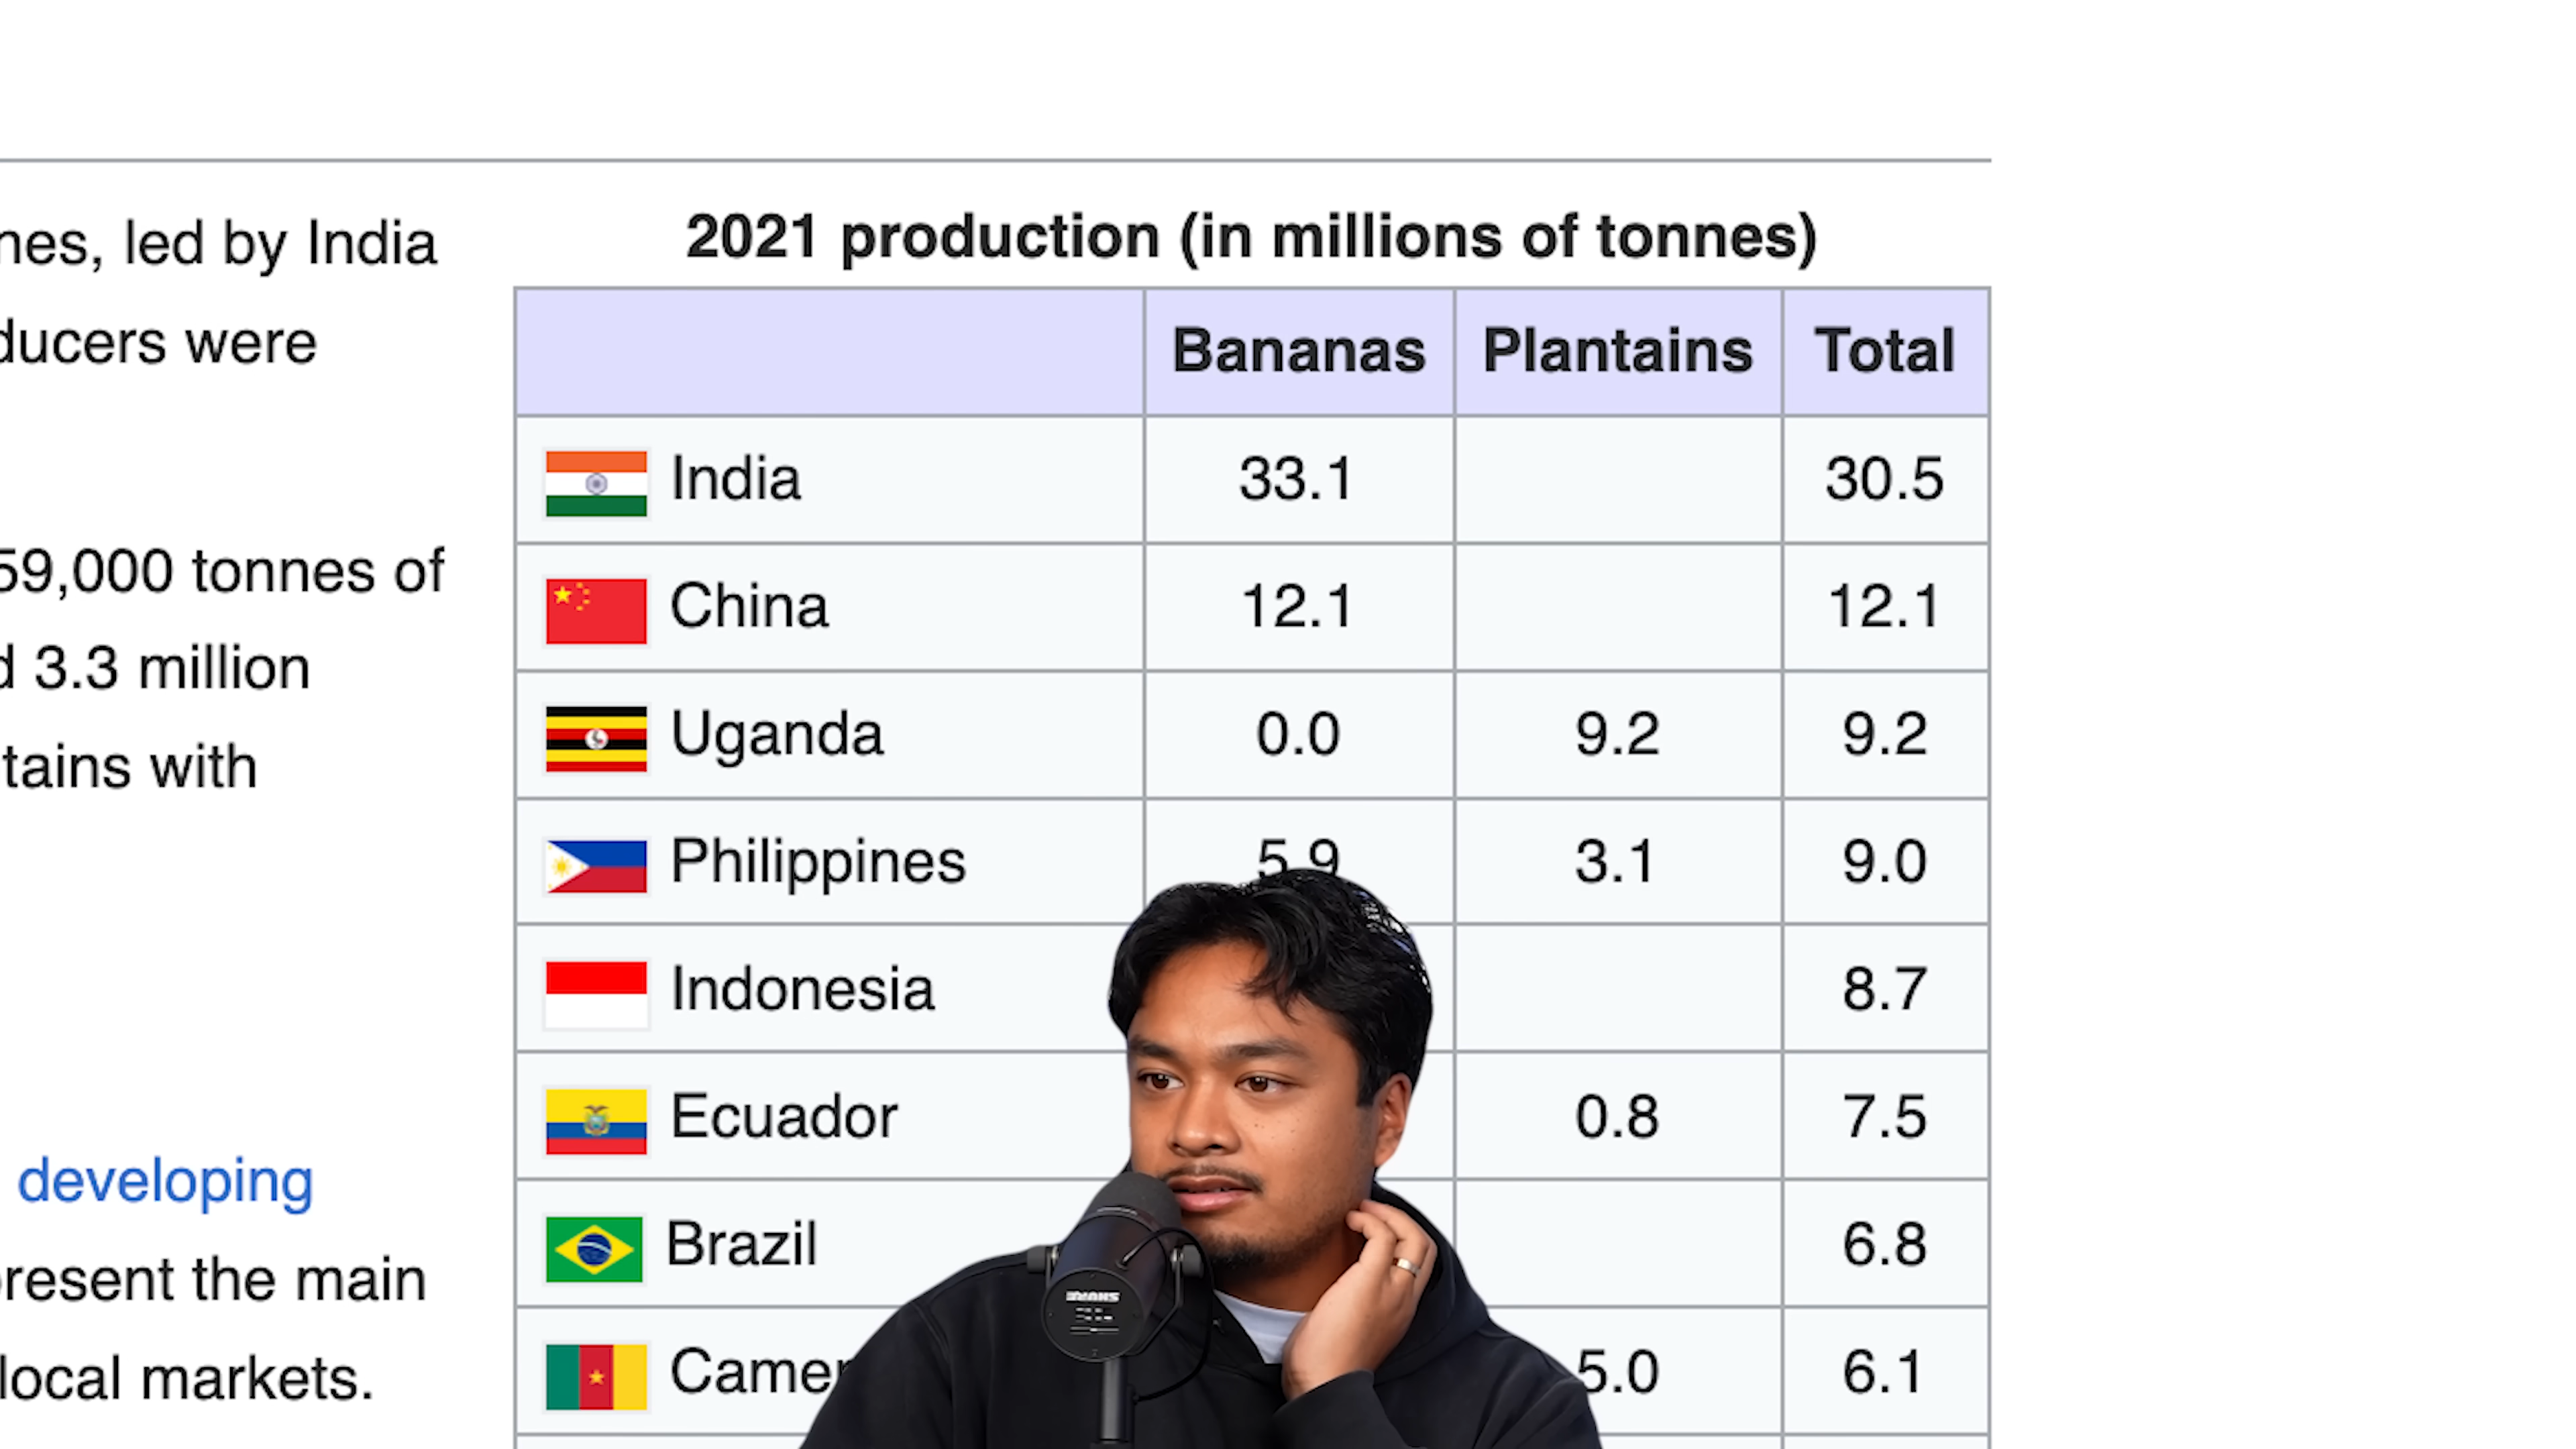 nes, led by India
ducers were
59,000 tonnes of
d 3.3 million
tains with
developing
present the main
local markets.
2021 production (in millions of tonnes)
Bananas Plantains Total
India 33.1 30.5
China 12.1 12.1
Uganda 0.0 9.2 9.2
Philippines 5.9 3.1 9.0
Indonesia 8.7
Ecuador 0.8 7.5
Brazil 6.8
Camer 5.0 6.1